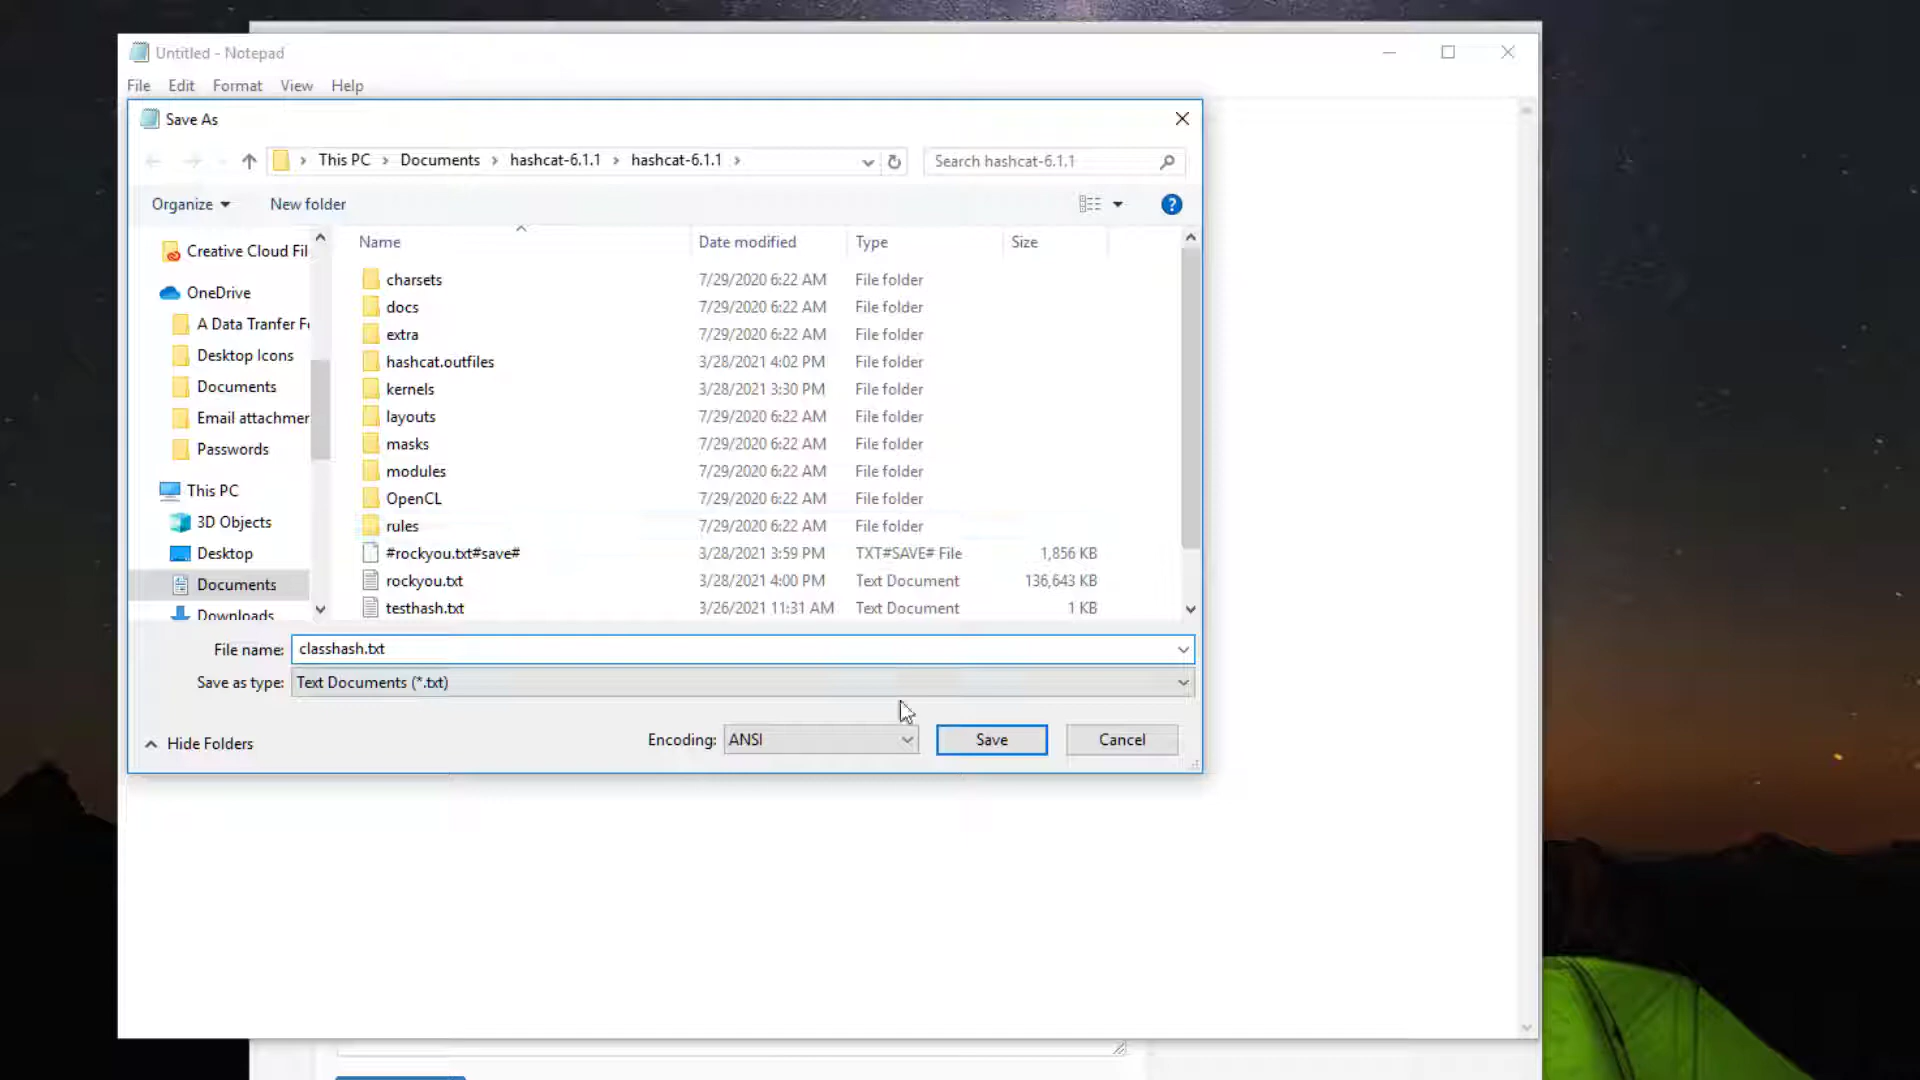 Untitled - Notepad
File Edit Format View Help
Save As
This PC Documents hashcat-6.1.1 hashcat-6.1.1
Search hashcat-6.1.1
Organize New folder
Name Date modified Type Size
Creative Cloud Fil
OneDrive
A Data Tranfer F
Desktop Icons
Documents
Email attachmer
Passwords
This PC
3D Objects
Desktop
Documents
Downloads
charsets 7/29/2020 6:22 AM File folder
docs 7/29/2020 6:22 AM File folder
extra 7/29/2020 6:22 AM File folder
hashcat.outfiles 3/28/2021 4:02 PM File folder
kernels 3/28/2021 3:30 PM File folder
layouts 7/29/2020 6:22 AM File folder
masks 7/29/2020 6:22 AM File folder
modules 7/29/2020 6:22 AM File folder
OpenCL 7/29/2020 6:22 AM File folder
rules 7/29/2020 6:22 AM File folder
#rockyou.txt#save# 3/28/2021 3:59 PM TXT#SAVE# File 1,856 KB
rockyou.txt 3/28/2021 4:00 PM Text Document 136,643 KB
testhash.txt 3/26/2021 11:31 AM Text Document 1 KB
File name: classhash.txt
Save as type: Text Documents (*.txt)
Hide Folders
Encoding: ANSI
Save Cancel